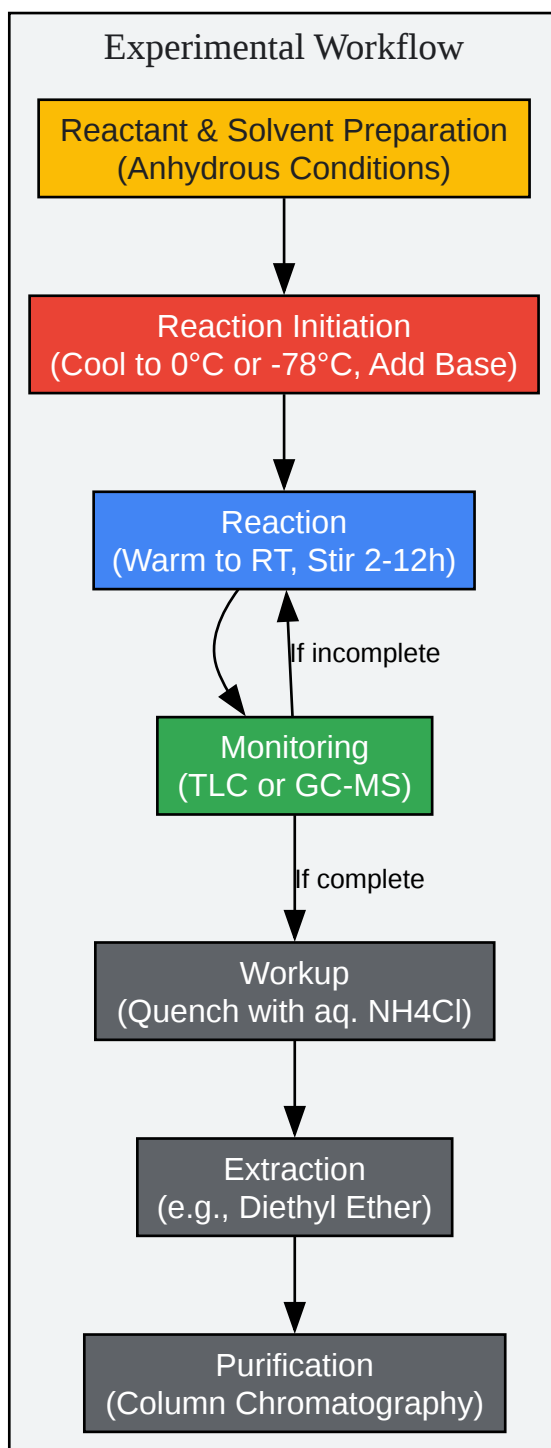 Experimental Workflow
Reactant & Solvent Preparation
(Anhydrous Conditions)
Reaction Initiation
(Cool to 0°C or -78°C, Add Base)
Reaction
(Warm to RT, Stir 2-12h)
If incomplete
Monitoring
(TLC or GC-MS)
If complete
Workup
(Quench with aq. NH4Cl)
Extraction
(e.g., Diethyl Ether)
Purification
(Column Chromatography)